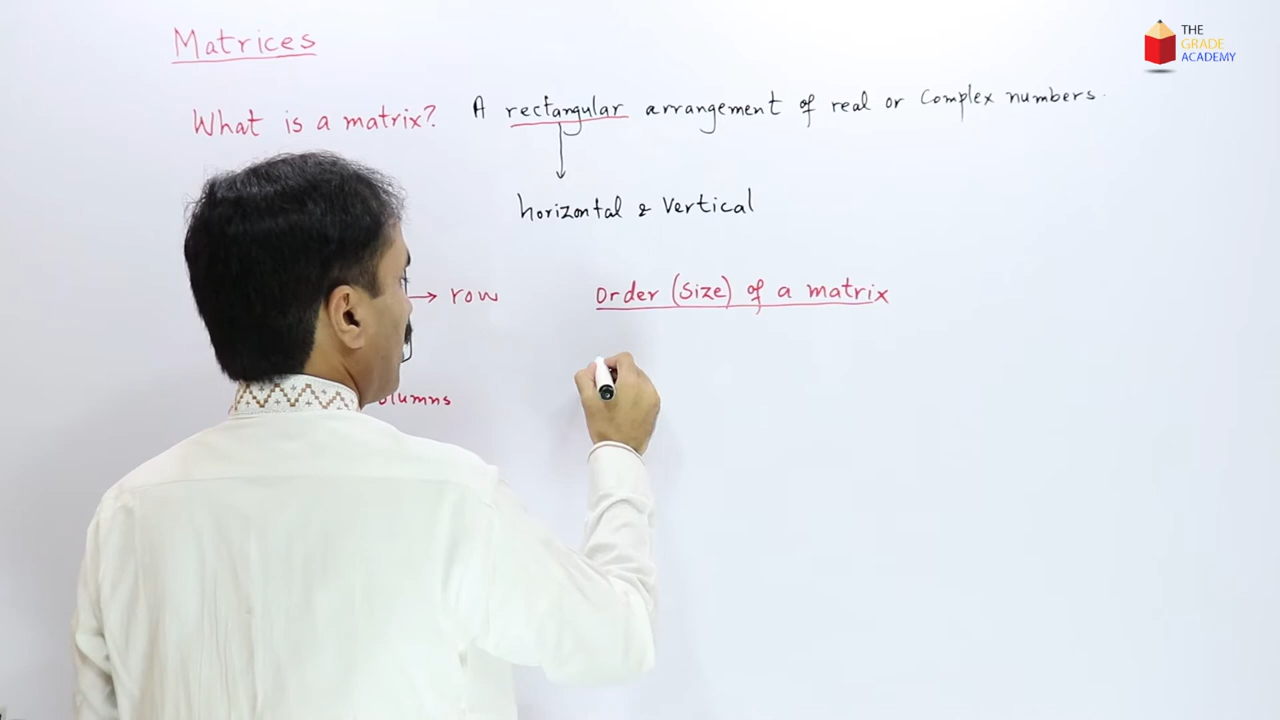 Matrices
THE
GRADE
ACADEMY
What is a matrix? A rectangular arrangement of real or Complex numbers.
horizontal & Vertical
row
Order (Size) of a matrix